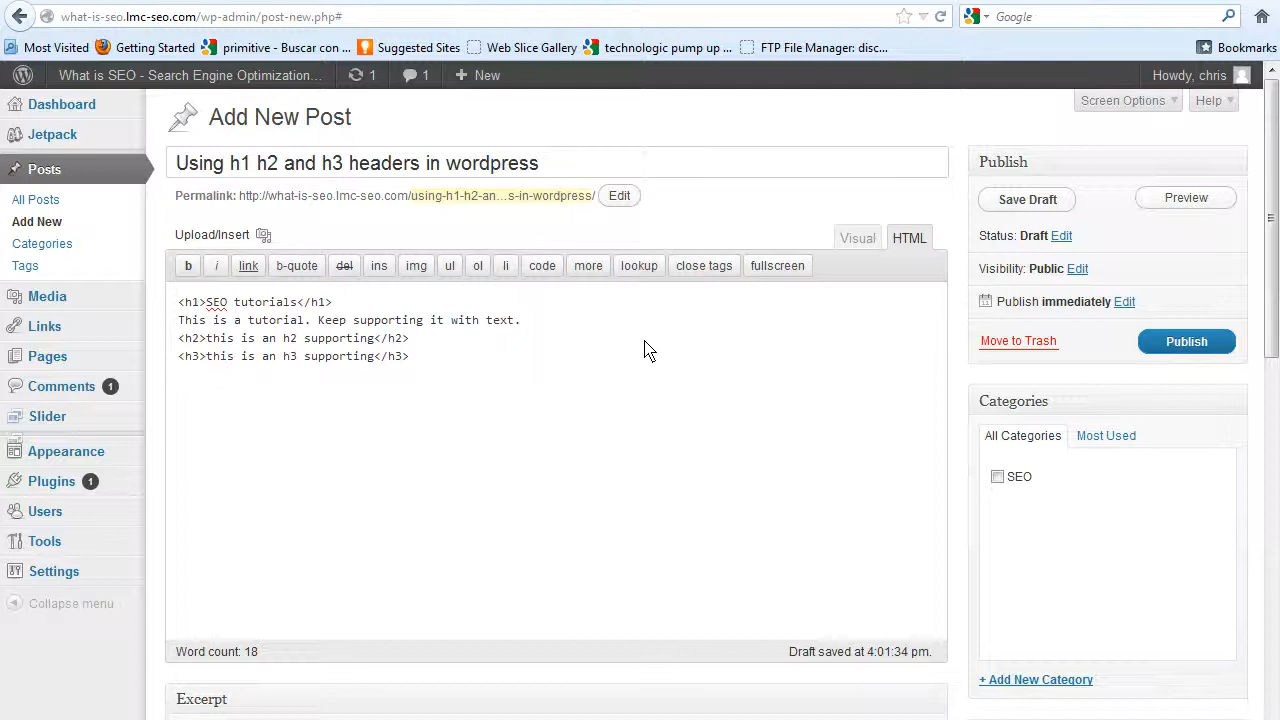 what-is-seo.lmc-seo.com/wp-admin/post-new.php#
Google
Most Visited Getting Started primitive - Buscar con ... Suggested Sites Web Slice Gallery technologic pump up ... FTP File Manager: disc... Bookmarks
What is SEO - Search Engine Optimization... 1 1 + New Howdy, chris
Screen Options Help
Dashboard
Jetpack
Posts
All Posts
Add New
Categories
Tags
Media
Links
Pages
Comments 1
Slider
Appearance
Plugins 1
Users
Tools
Settings
Collapse menu
Add New Post
Using h1 h2 and h3 headers in wordpress
Permalink: http://what-is-seo.lmc-seo.com/using-h1-h2-an...s-in-wordpress/ Edit
Upload/Insert
Visual HTML
b i link b-quote del ins img ul ol li code more lookup close tags fullscreen
<h1>SEO tutorials</h1>
This is a tutorial. Keep supporting it with text.
<h2>this is an h2 supporting</h2>
<h3>this is an h3 supporting</h3>
Word count: 18 Draft saved at 4:01:34 pm.
Excerpt
Publish
Save Draft Preview
Status: Draft Edit
Visibility: Public Edit
Publish immediately Edit
Move to Trash Publish
Categories
All Categories Most Used
SEO
+ Add New Category